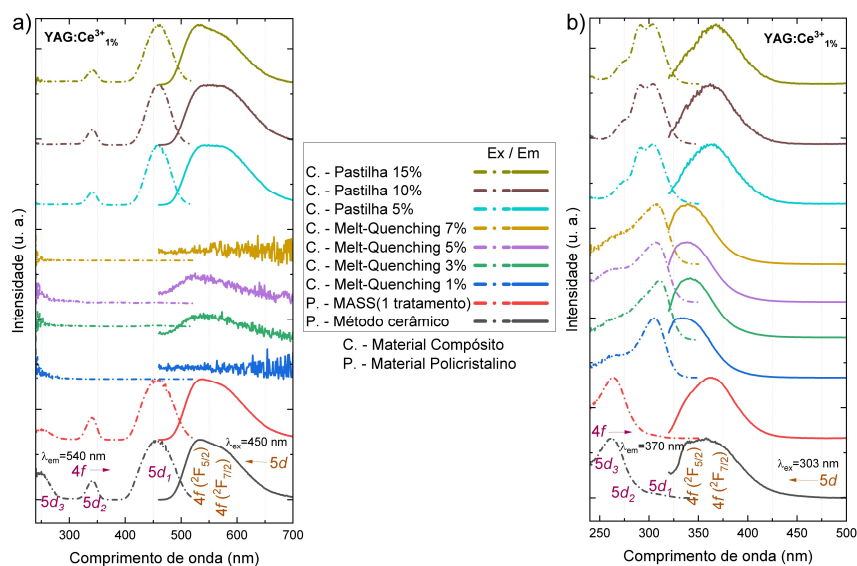 a)
YAG:Ce³⁺₁%
Intensidade (u. a.)
λem=540 nm
4f
λex=450 nm
5d
5d₃
5d₂
5d₁
4f (²F₅/₂)
4f (²F₇/₂)
300 400 500 600 700
Comprimento de onda (nm)
Ex / Em
C. - Pastilha 15%
C. - Pastilha 10%
C. - Pastilha 5%
C. - Melt-Quenching 7%
C. - Melt-Quenching 5%
C. - Melt-Quenching 3%
C. - Melt-Quenching 1%
P. - MASS(1 tratamento)
P. - Método cerâmico
C. - Material Compósito
P. - Material Policristalino
b)
YAG:Ce³⁺₁%
Intensidade (u. a.)
4f
λem=370 nm
λex=303 nm
5d
5d₃
5d₂
5d₁
4f (²F₅/₂)
4f (²F₇/₂)
250 300 350 400 450 500
Comprimento de onda (nm)